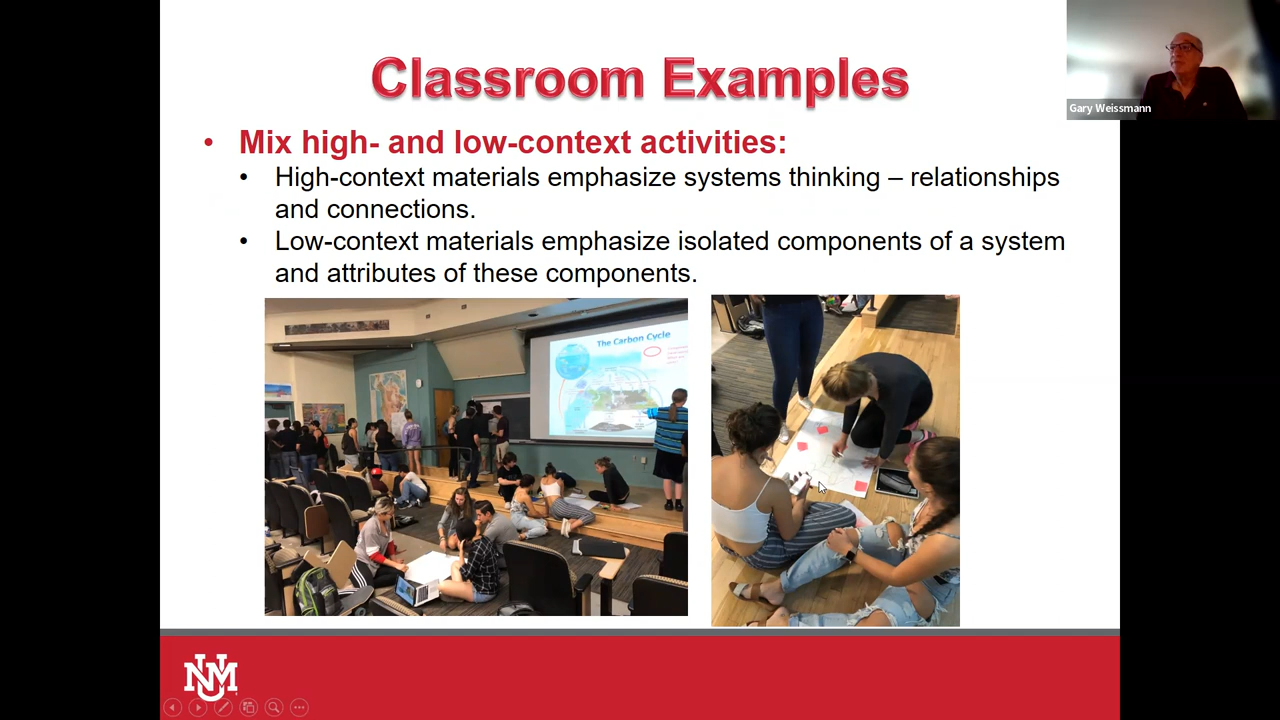 Classroom Examples
Gary Weissmann
• Mix high- and low-context activities:
• High-context materials emphasize systems thinking – relationships
and connections.
• Low-context materials emphasize isolated components of a system
and attributes of these components.
The Carbon Cycle
UNM